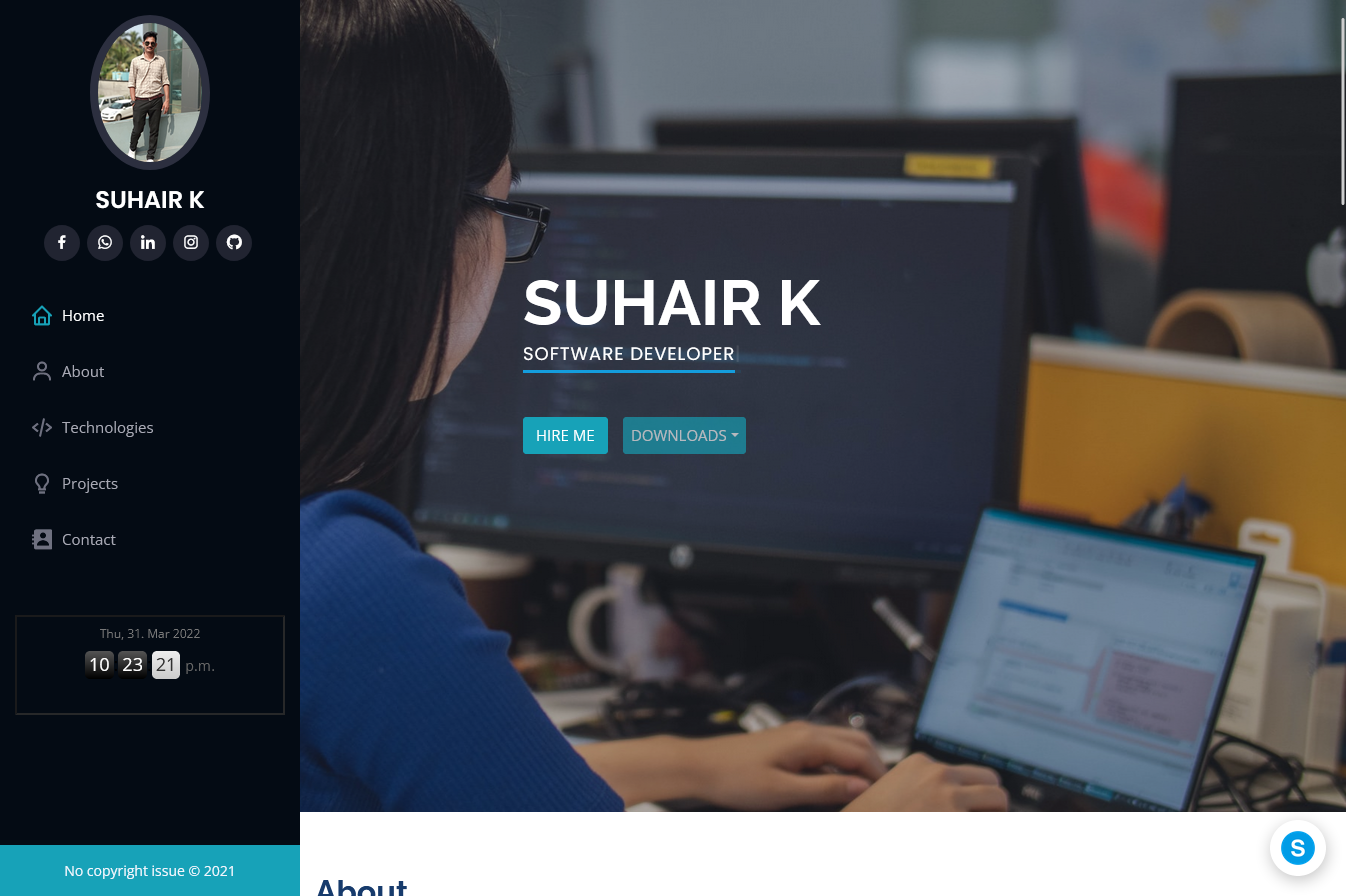 SUHAIR K
Home
About
Technologies
Projects
Contact
Thu, 31. Mar 2022
10 23 21 p.m.
No copyright issue © 2021
SUHAIR K
SOFTWARE DEVELOPER
HIRE ME
DOWNLOADS
About